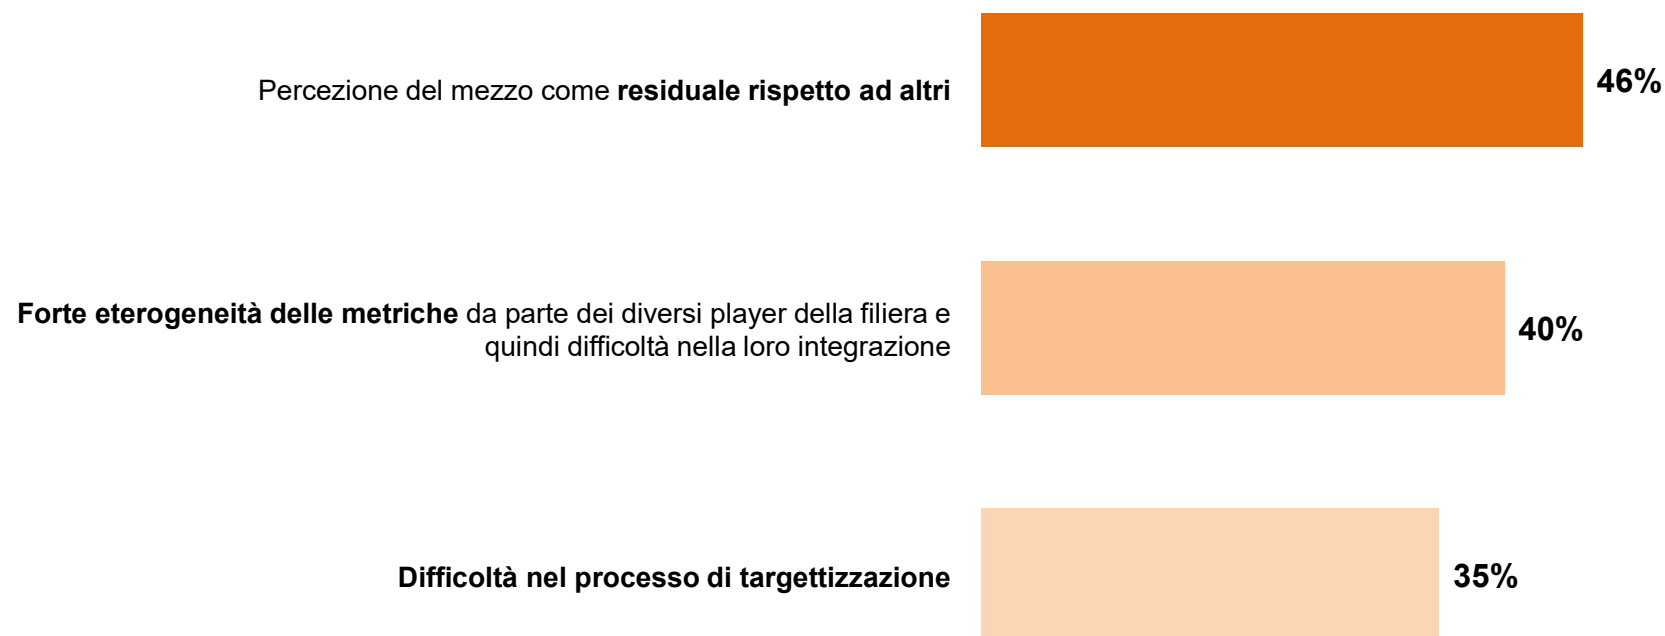 Percezione del mezzo come residuale rispetto ad altri
46%
Forte eterogeneità delle metriche da parte dei diversi player della filiera e
quindi difficoltà nella loro integrazione
40%
Difficoltà nel processo di targettizzazione
35%